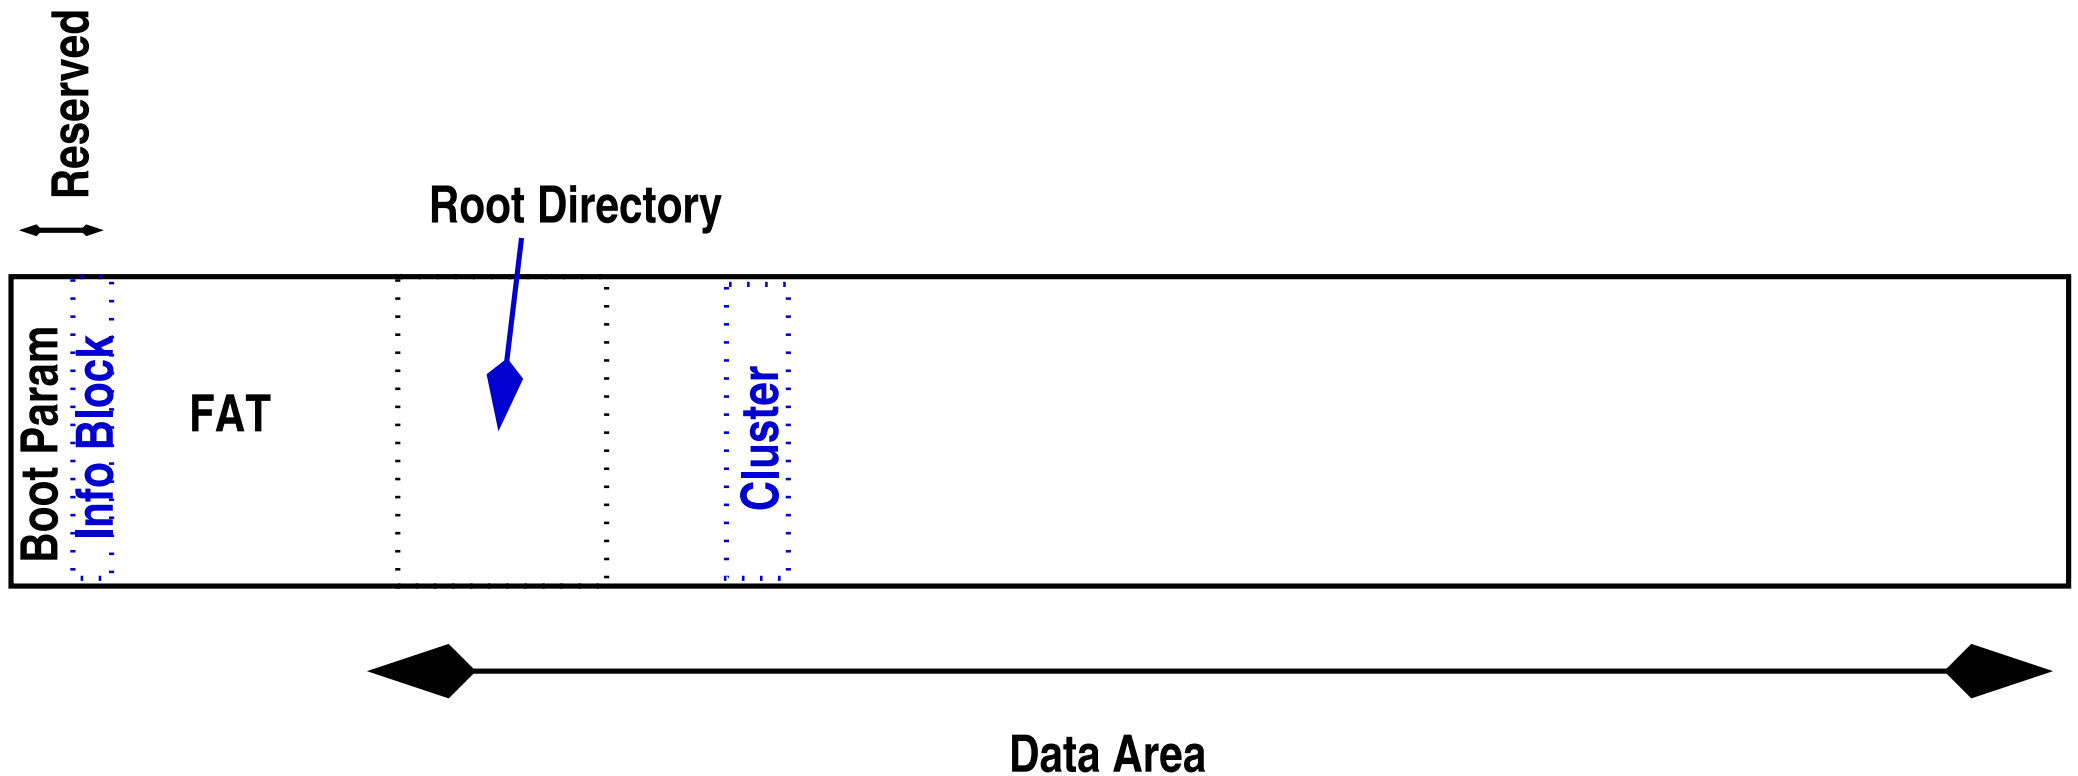 Reserved
Root Directory
Boot Param
Info Block
FAT
Cluster
Data Area